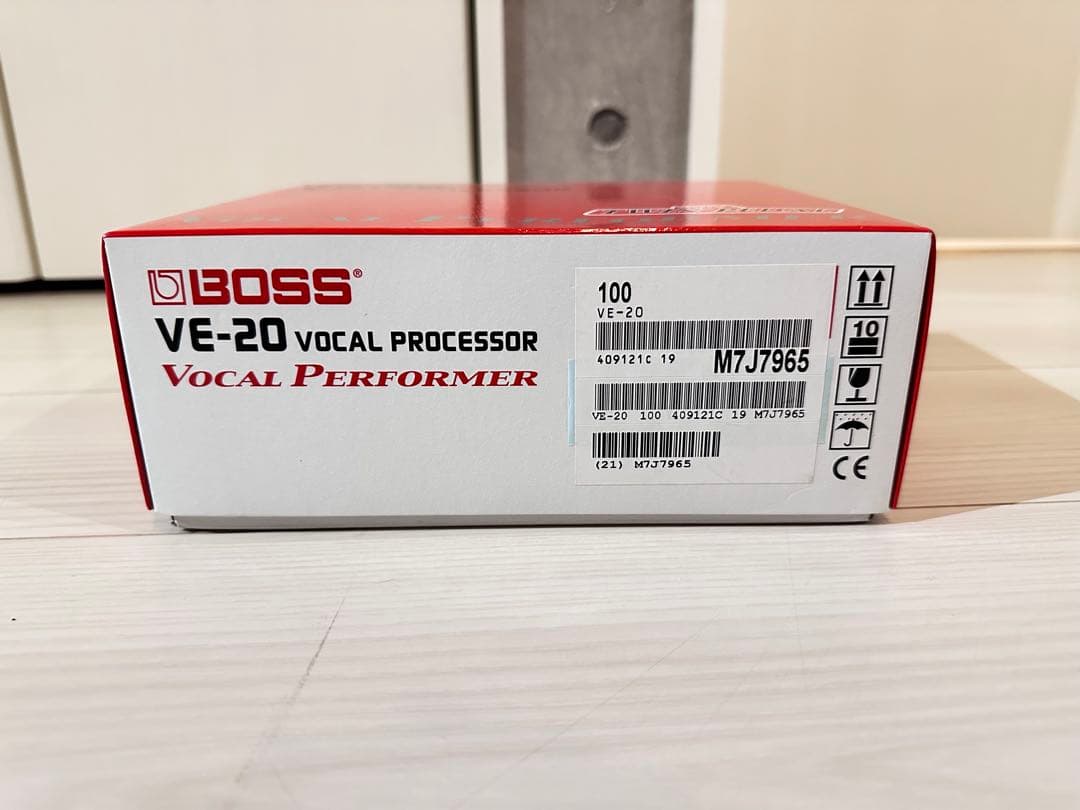 BOSS®
VE-20 VOCAL PROCESSOR
VOCAL PERFORMER
100
VE-20
409121C 19 M7J7965
VE-20 100 409121C 19 M7J7965
(21) M7J7965
10
CE